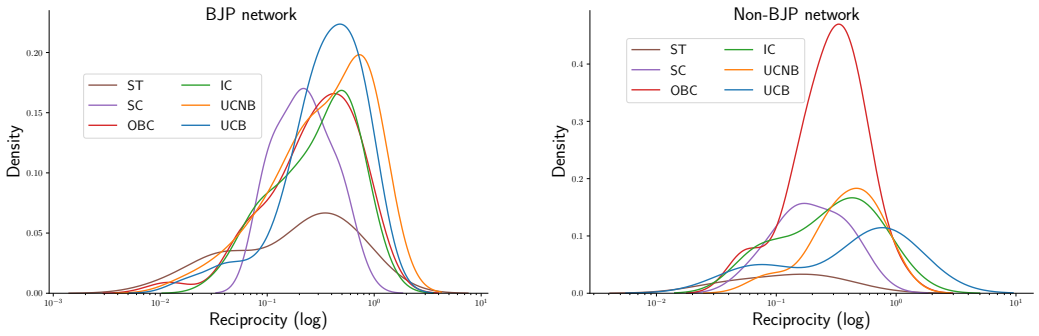 BJP network
Density
0.20
0.15
0.10
0.05
0.00
ST IC
SC UCNB
OBC UCB
10⁻³ 10⁻² 10⁻¹ 10⁰ 10¹
Reciprocity (log)
Non-BJP network
Density
0.4
0.3
0.2
0.1
0.0
ST IC
SC UCNB
OBC UCB
10⁻² 10⁻¹ 10⁰ 10¹
Reciprocity (log)